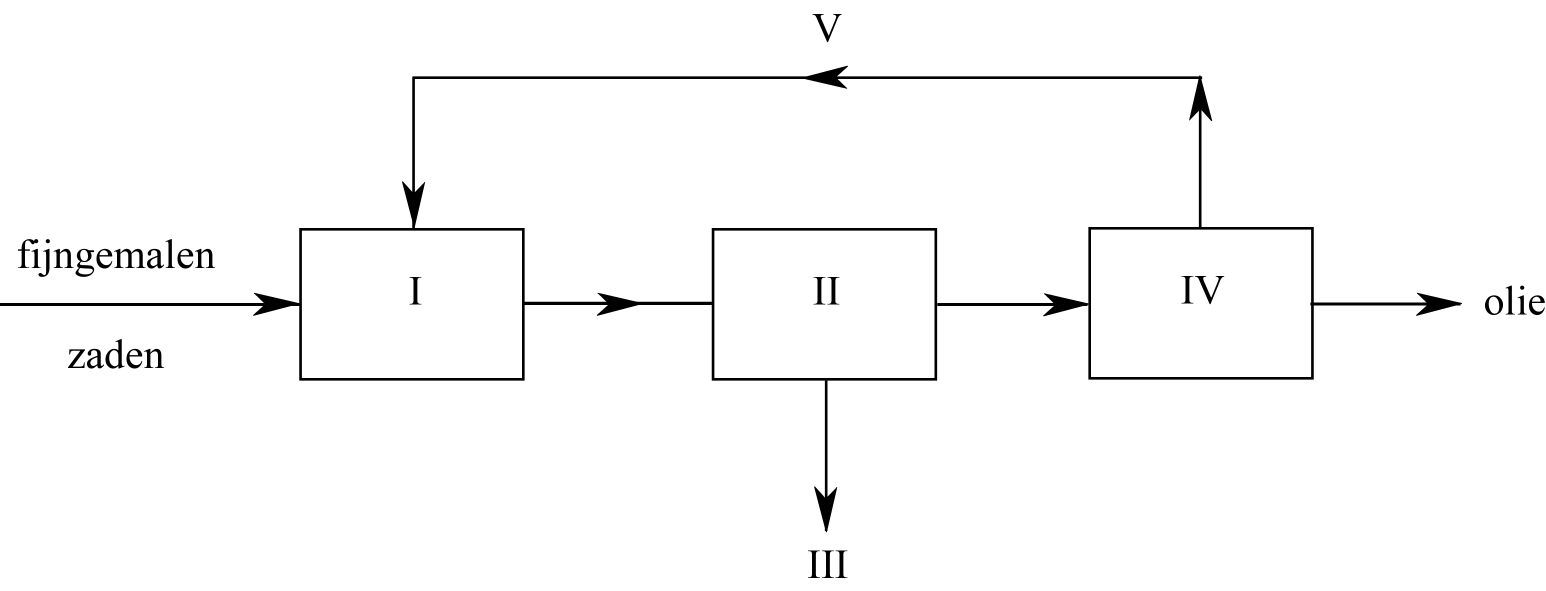 V
fijngemalen
zaden
I
II
IV
olie
III